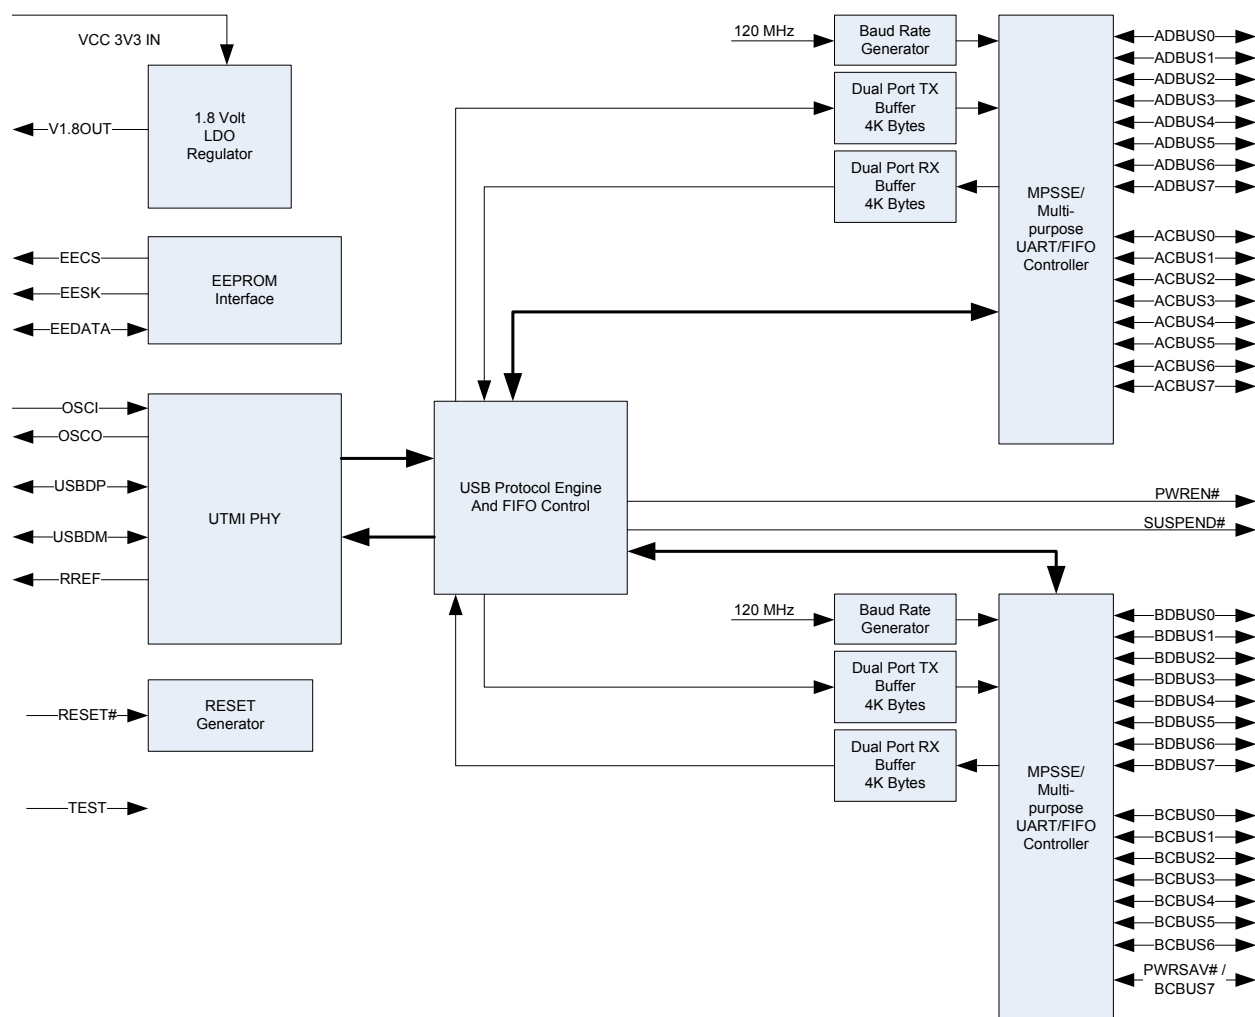 VCC 3V3 IN
1.8 Volt
LDO
Regulator
V1.8OUT
EEPROM
Interface
EECS
EESK
EEDATA
UTMI PHY
OSCI
OSCO
USBDP
USBDM
RREF
RESET
Generator
RESET#
TEST
USB Protocol Engine
And FIFO Control
120 MHz
Baud Rate
Generator
Dual Port TX
Buffer
4K Bytes
Dual Port RX
Buffer
4K Bytes
MPSSE/
Multi-
purpose
UART/FIFO
Controller
ADBUS0
ADBUS1
ADBUS2
ADBUS3
ADBUS4
ADBUS5
ADBUS6
ADBUS7
ACBUS0
ACBUS1
ACBUS2
ACBUS3
ACBUS4
ACBUS5
ACBUS6
ACBUS7
PWREN#
SUSPEND#
120 MHz
Baud Rate
Generator
Dual Port TX
Buffer
4K Bytes
Dual Port RX
Buffer
4K Bytes
MPSSE/
Multi-
purpose
UART/FIFO
Controller
BDBUS0
BDBUS1
BDBUS2
BDBUS3
BDBUS4
BDBUS5
BDBUS6
BDBUS7
BCBUS0
BCBUS1
BCBUS2
BCBUS3
BCBUS4
BCBUS5
BCBUS6
PWRSAV# /
BCBUS7